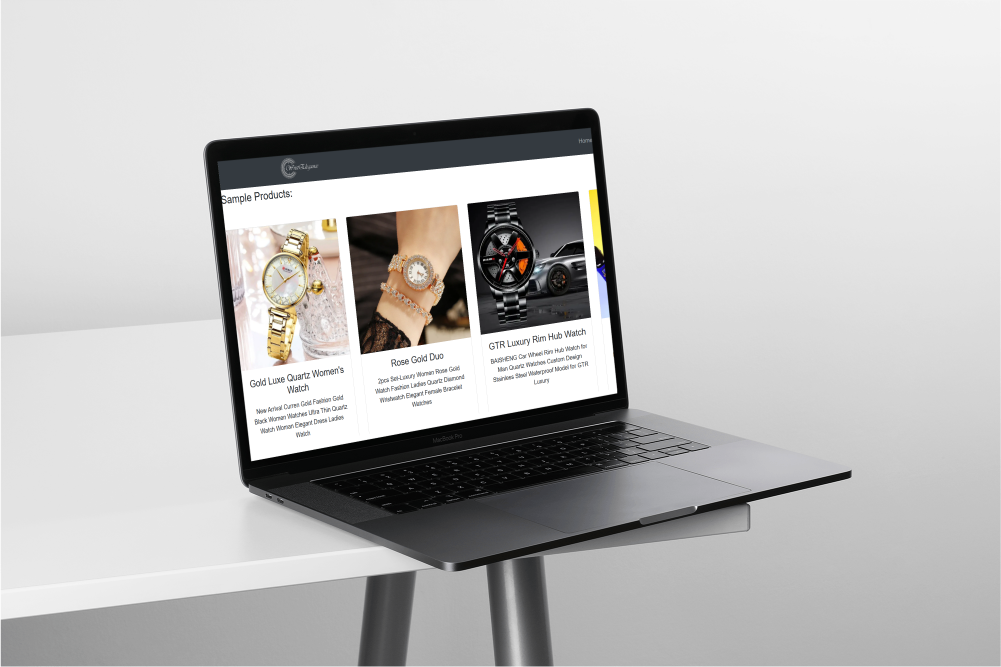 Home
Sample Products:
Gold Luxe Quartz Women's
Watch
New Arrival Curren Gold Fashion Gold
Black Women Watches Ultra Thin Quartz
Watch Woman Elegant Dress Ladies
Watch
Rose Gold Duo
2pcs Set-Luxury Women Rose Gold
Watch Fashion Ladies Quartz Diamond
Wristwatch Elegant Female Bracelet
Watches
GTR Luxury Rim Hub Watch
BAISHENG Car Wheel Rim Hub Watch for
Man Quartz Watches Custom Design
Stainless Steel Waterproof Model for GTR
Luxury
MacBook Pro